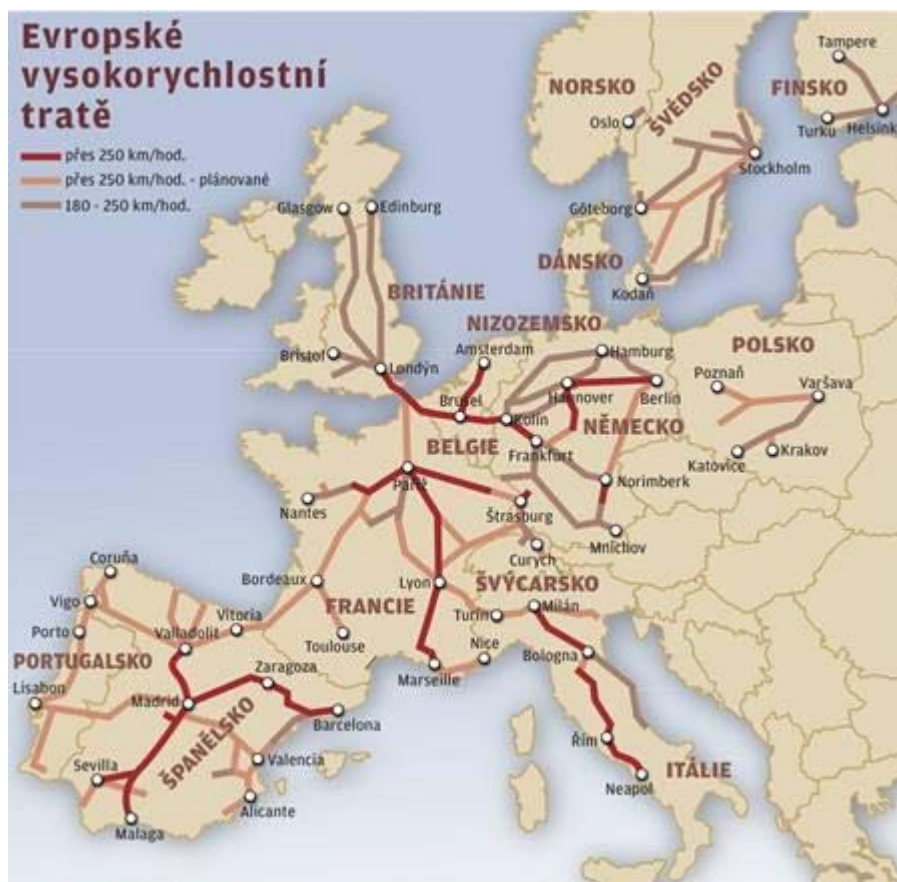 Evropské
vysokorychlostní
tratě
přes 250 km/hod.
přes 250 km/hod. - plánované
180 - 250 km/hod.
Tampere
NORSKO
ŠVÉDSKO
FINSKO
Oslo
Turku
Helsink
Stockholm
Glasgow
Edinburg
Göteborg
DÁNSKO
Kodaň
BRITÁNIE
NIZOZEMSKO
Bristol
Londýn
Amsterdam
Hamburg
POLSKO
Poznaň
Varšava
Brusel
Hannover
Berlín
Kolín
BELGIE
NĚMECKO
Frankfurt
Katovice
Krakov
Paříž
Norimberk
Nantes
Štrasburg
Mnichov
Curych
Coruña
Bordeaux
Lyon
ŠVÝCARSKO
Vigo
Vitoria
FRANCIE
Turín
Milán
Porto
Valladolit
Toulouse
Nice
Bologna
PORTUGALSKO
Zaragoza
Marseille
Lisabon
Madrid
Barcelona
ŠPANĚLSKO
Řím
Sevilla
Valencia
ITÁLIE
Neapol
Alicante
Malaga